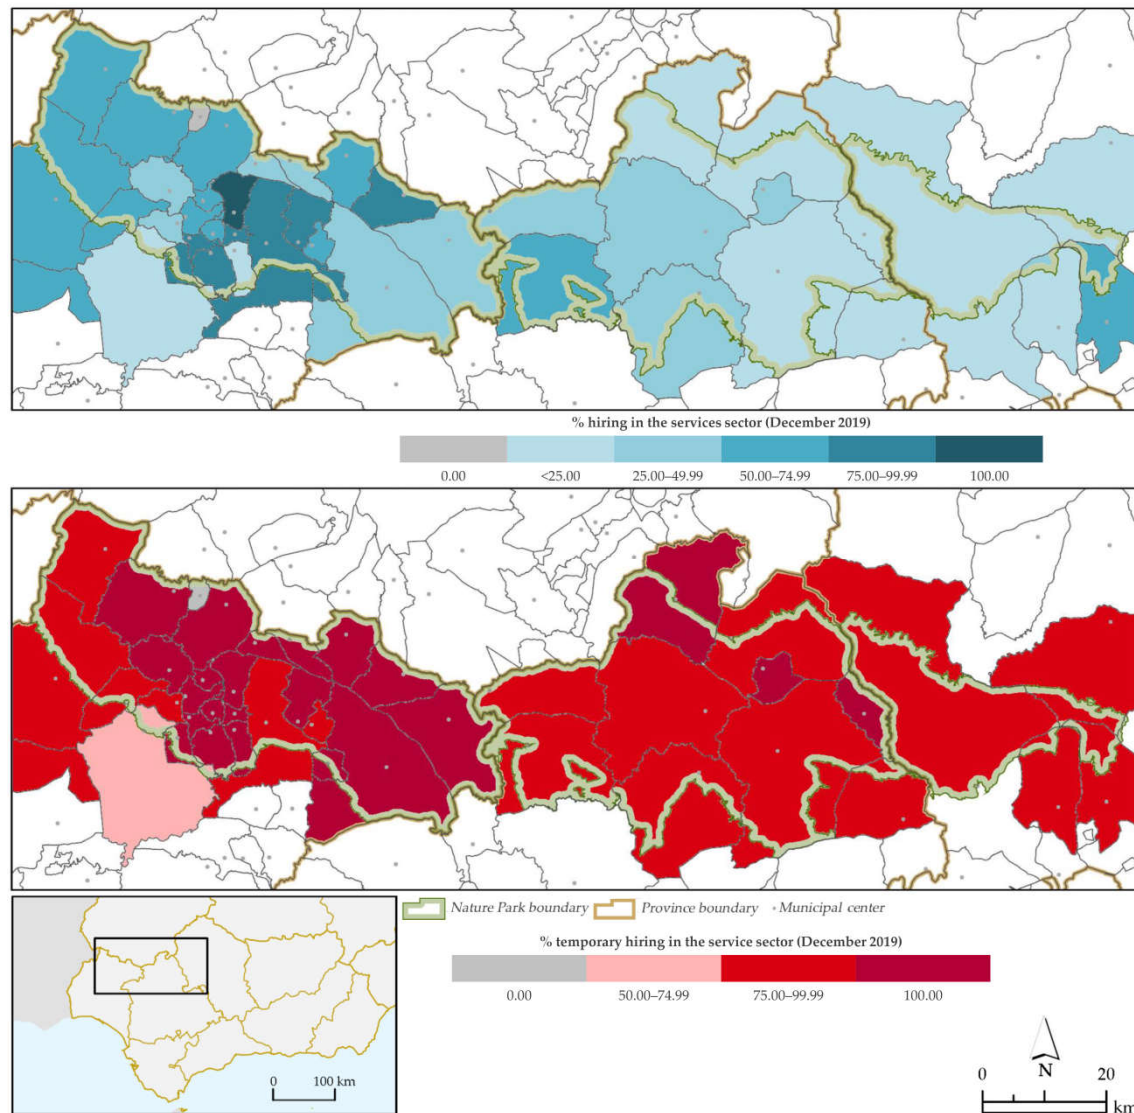 % hiring in the services sector (December 2019)
0.00 <25.00 25.00–49.99 50.00–74.99 75.00–99.99 100.00
Nature Park boundary Province boundary Municipal center
% temporary hiring in the service sector (December 2019)
0.00 50.00–74.99 75.00–99.99 100.00
0 100 km
N
0 20
km